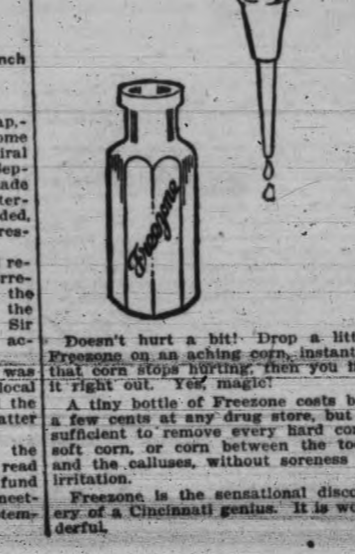 nch
ap,-
ome
iral
dep-
ade
ter-
ded,
res-
re-
rre-
the
the
Sir
ac-
was
local
the
atter
the
read
fund
neet-
tem-
Freezone
Doesn't hurt a bit! Drop a litt
Freezone on an aching corn, instant
that corn stops hurting, then you l
it right out. Yes, magic!
A tiny bottle of Freezone costs b
a few cents at any drug store, but
sufficient to remove every hard cor
soft corn, or corn between the to
and the calluses, without soreness
irritation.
Freezone is the sensational disco
ery of a Cincinnati genius. It is wo
derful.